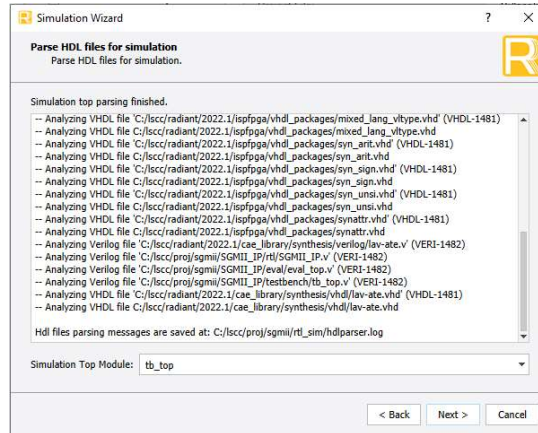 Simulation Wizard
?
Parse HDL files for simulation
Parse HDL files for simulation.
R
Simulation top parsing finished.
-- Analyzing VHDL file 'C:/lscc/radiant/2022.1/ispfpga/vhdl_packages/mixed_lang_vltype.vhd' (VHDL-1481)
-- Analyzing VHDL file C:/lscc/radiant/2022.1/ispfpga/vhdl_packages/mixed_lang_vltype.vhd
-- Analyzing VHDL file 'C:/lscc/radiant/2022.1/ispfpga/vhdl_packages/syn_arit.vhd' (VHDL-1481)
-- Analyzing VHDL file C:/lscc/radiant/2022.1/ispfpga/vhdl_packages/syn_arit.vhd
-- Analyzing VHDL file 'C:/lscc/radiant/2022.1/ispfpga/vhdl_packages/syn_sign.vhd' (VHDL-1481)
-- Analyzing VHDL file C:/lscc/radiant/2022.1/ispfpga/vhdl_packages/syn_sign.vhd
-- Analyzing VHDL file 'C:/lscc/radiant/2022.1/ispfpga/vhdl_packages/syn_unsi.vhd' (VHDL-1481)
-- Analyzing VHDL file C:/lscc/radiant/2022.1/ispfpga/vhdl_packages/syn_unsi.vhd
-- Analyzing VHDL file 'C:/lscc/radiant/2022.1/ispfpga/vhdl_packages/synattr.vhd' (VHDL-1481)
-- Analyzing VHDL file C:/lscc/radiant/2022.1/ispfpga/vhdl_packages/synattr.vhd
-- Analyzing Verilog file 'C:/lscc/radiant/2022.1/cae_library/synthesis/verilog/lav-ate.v' (VERI-1482)
-- Analyzing Verilog file 'C:/lscc/proj/sgmii/SGMII_IP/rtl/SGMII_IP.v' (VERI-1482)
-- Analyzing Verilog file 'C:/lscc/proj/sgmii/SGMII_IP/eval/eval_top.v' (VERI-1482)
-- Analyzing Verilog file 'C:/lscc/proj/sgmii/SGMII_IP/testbench/tb_top.v' (VERI-1482)
-- Analyzing VHDL file 'C:/lscc/radiant/2022.1/cae_library/synthesis/vhdl/lav-ate.vhd' (VHDL-1481)
-- Analyzing VHDL file C:/lscc/radiant/2022.1/cae_library/synthesis/vhdl/lav-ate.vhd
Hdl files parsing messages are saved at: C:/lscc/proj/sgmii/rtl_sim/hdlparser.log
Simulation Top Module: tb_top
< Back Next > Cancel